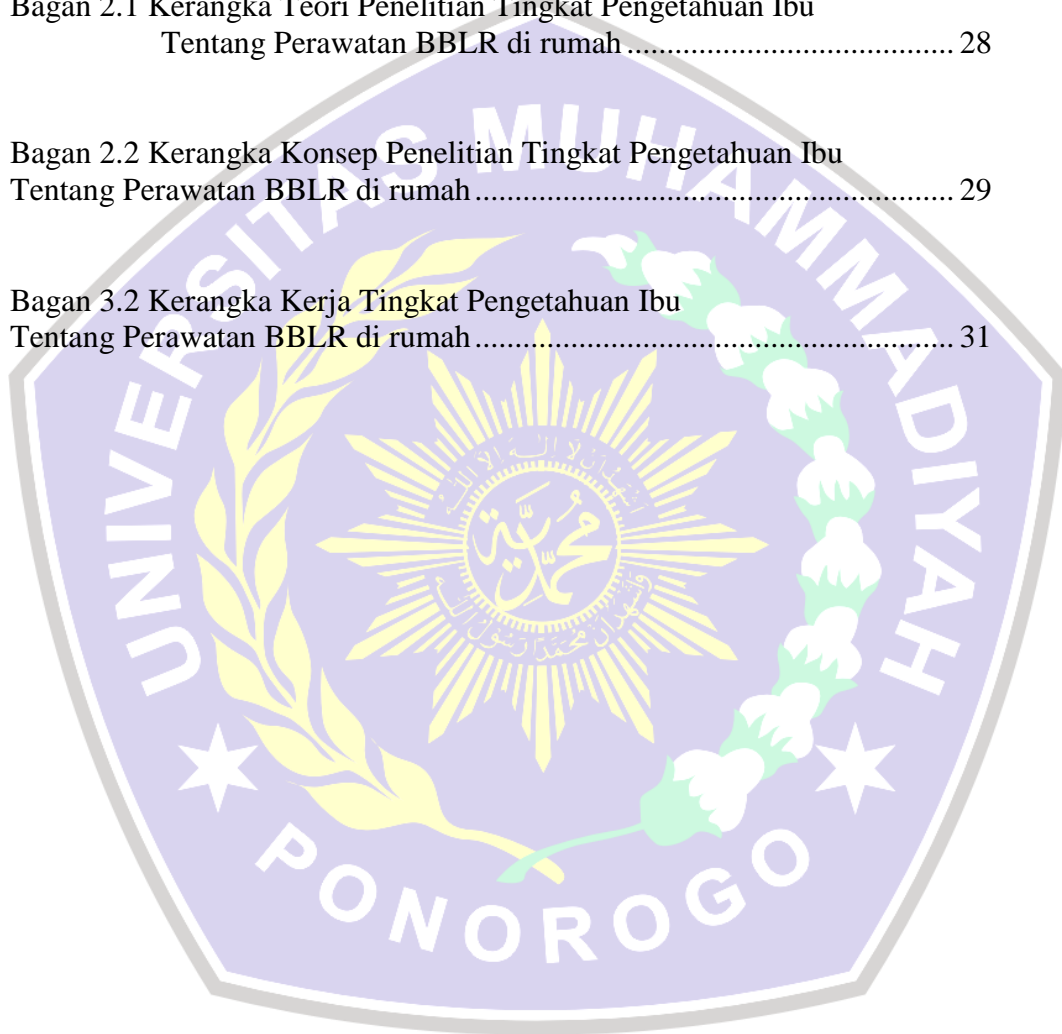 Bagan 2.1 Kerangka Teori Penelitian Tingkat Pengetahuan Ibu
Tentang Perawatan BBLR di rumah .................................... 28
Bagan 2.2 Kerangka Konsep Penelitian Tingkat Pengetahuan Ibu
Tentang Perawatan BBLR di rumah ..................................................... 29
Bagan 3.2 Kerangka Kerja Tingkat Pengetahuan Ibu
Tentang Perawatan BBLR di rumah ..................................................... 31
UNIVERSITAS MUHAMMADIYAH
PONOROGO
محمدية